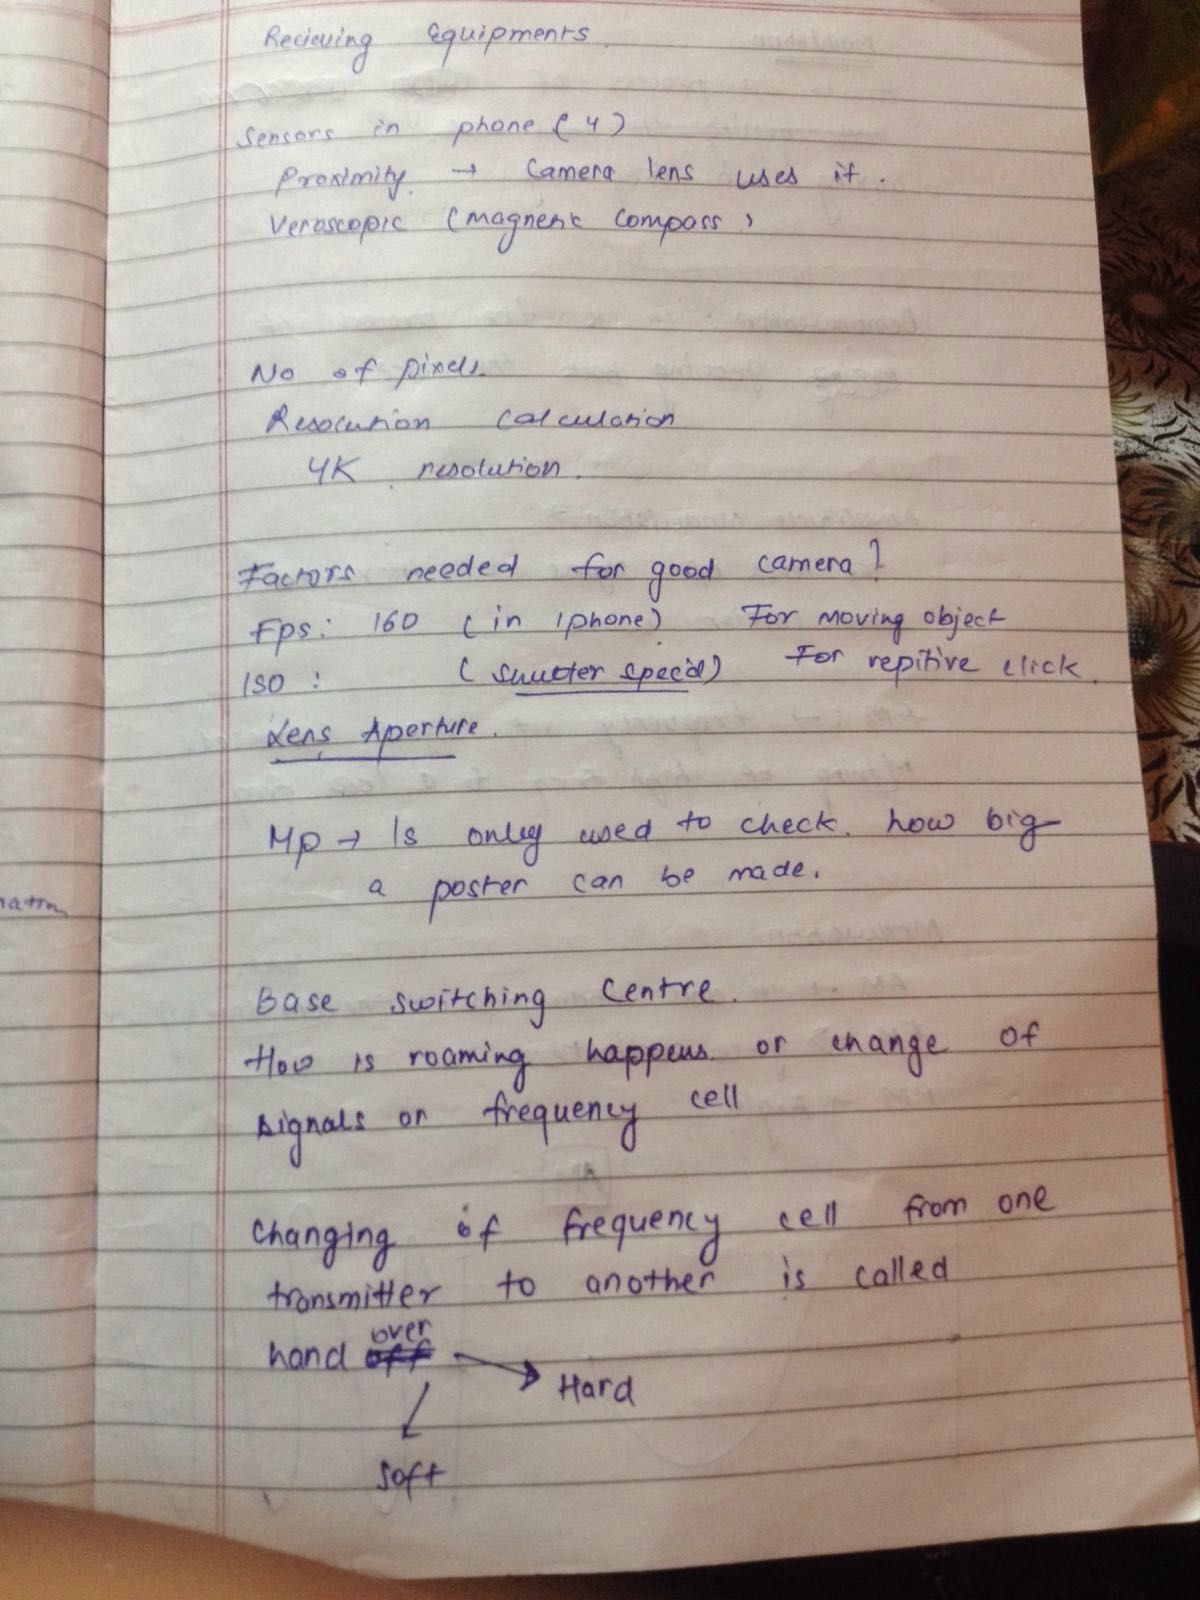 Recieving Equipments
Sensors in phone (4)
Proximity → Camera lens uses it.
Veroscopic (Magnetic Compass)
No of pixels.
Resolution calculation
4K resolution.
Factors needed for good camera?
Fps: 160 (in iphone) For moving object
ISO: (Shutter speed) For repitive click.
Lens Aperture.
Mp → Is only used to check. how big
a poster can be made.
Base switching Centre.
How is roaming happens or change of
signals or frequency cell
Changing of frequency cell from one
transmitter to another is called
hand over
→ Hard
Soft